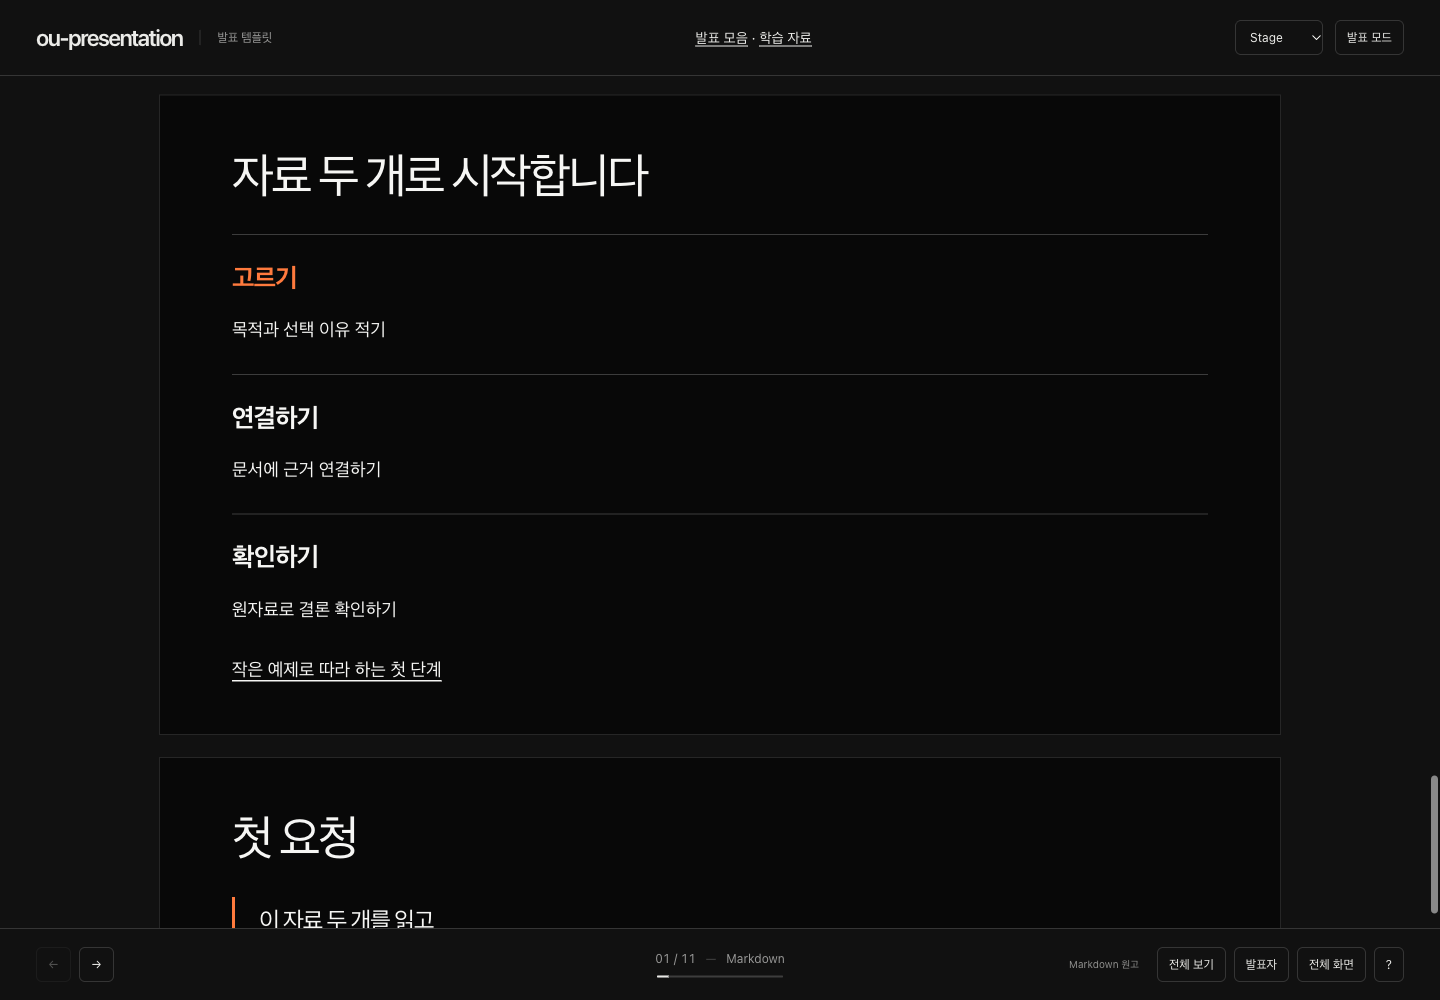 ou-presentation
발표 템플릿
발표 모음 · 학습 자료
Stage
발표 모드
자료 두 개로 시작합니다
고르기
목적과 선택 이유 적기
연결하기
문서에 근거 연결하기
확인하기
원자료로 결론 확인하기
작은 예제로 따라 하는 첫 단계
첫 요청
이 자료 두 개를 읽고
← →
01 / 11 — Markdown
Markdown 원고
전체 보기
발표자
전체 화면
?